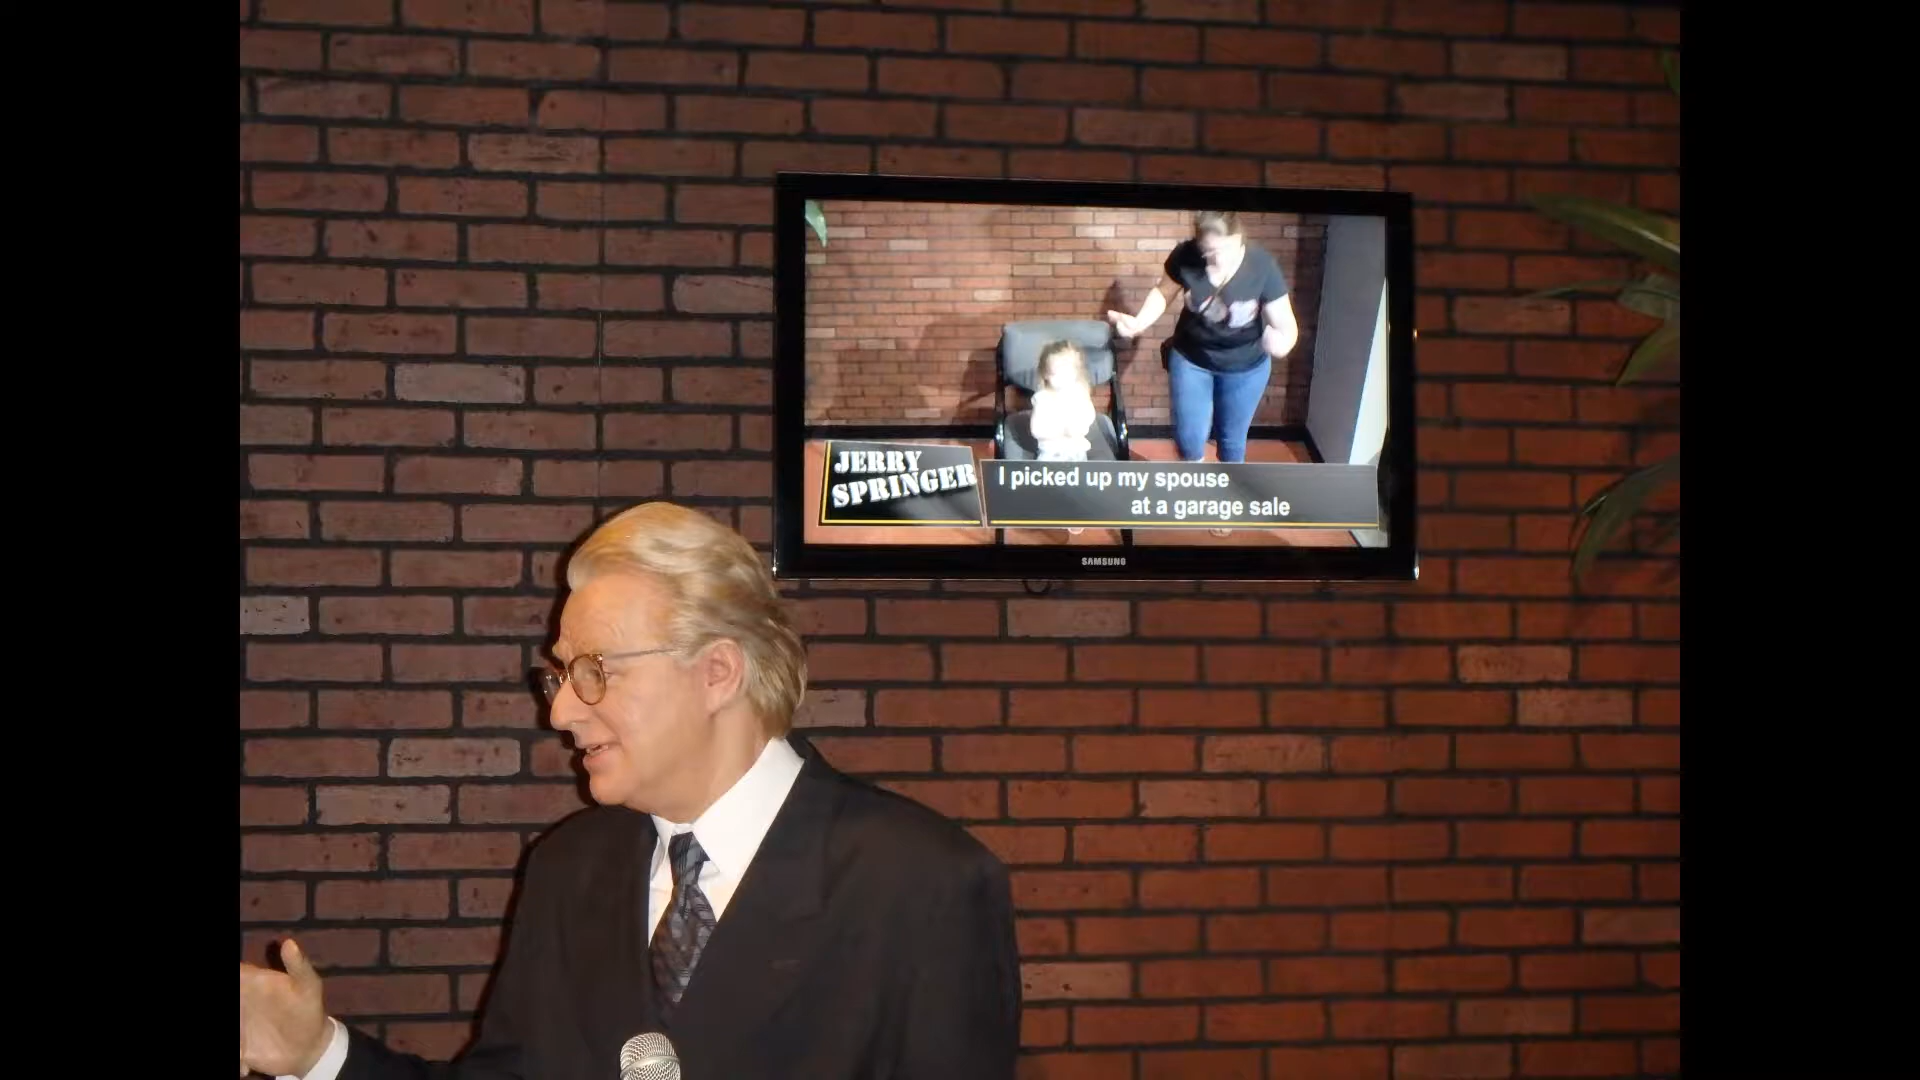 JERRY
SPRINGER
I picked up my spouse
at a garage sale
SAMSUNG